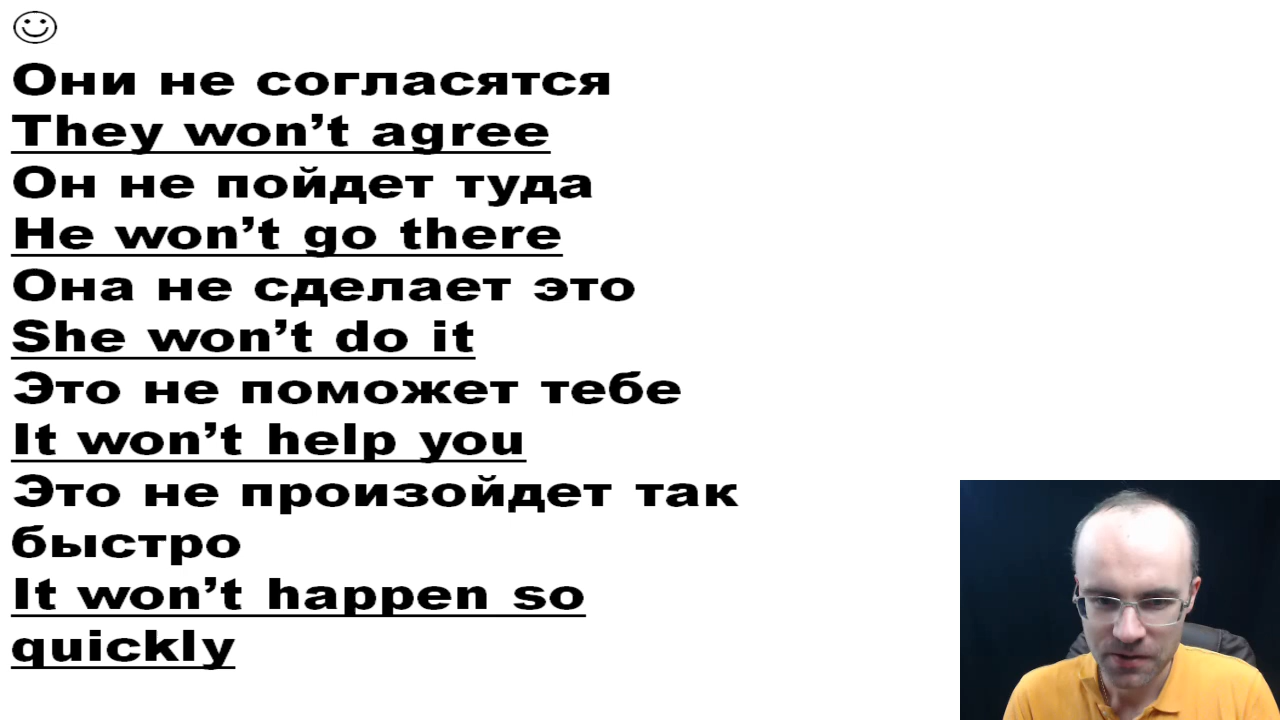 ☺
Они не согласятся
They won’t agree
Он не пойдет туда
He won’t go there
Она не сделает это
She won’t do it
Это не поможет тебе
It won’t help you
Это не произойдет так
быстро
It won’t happen so
quickly